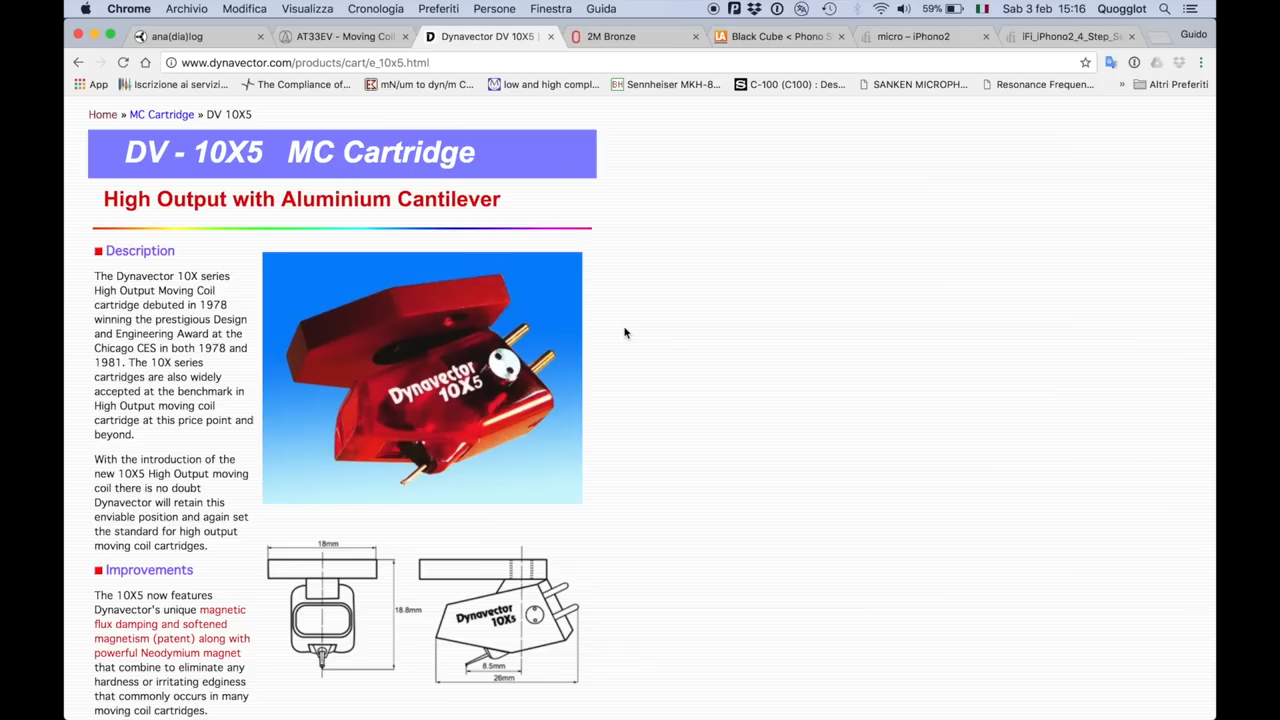 Chrome Archivio Modifica Visualizza Cronologia Preferiti Persone Finestra Guida 59% Sab 3 feb 15:16 Quogglot
ana(dia)log AT33EV - Moving Coil Dynavector DV 10X5 | 2M Bronze Black Cube < Phono S micro – iPhono2 iFi_iPhono2_4_Step_Se Guido
www.dynavector.com/products/cart/e_10x5.html
App Iscrizione ai servizi... The Compliance of... mN/um to dyn/m C... low and high compl... Sennheiser MKH-8... C-100 (C100) : Des... SANKEN MICROPH... Resonance Frequen... » Altri Preferiti
Home » MC Cartridge » DV 10X5
DV - 10X5 MC Cartridge
High Output with Aluminium Cantilever
Description
The Dynavector 10X series
High Output Moving Coil
cartridge debuted in 1978
winning the prestigious Design
and Engineering Award at the
Chicago CES in both 1978 and
1981. The 10X series
cartridges are also widely
accepted at the benchmark in
High Output moving coil
cartridge at this price point and
beyond.
With the introduction of the
new 10X5 High Output moving
coil there is no doubt
Dynavector will retain this
enviable position and again set
the standard for high output
moving coil cartridges.
Improvements
The 10X5 now features
Dynavector's unique magnetic
flux damping and softened
magnetism (patent) along with
powerful Neodymium magnet
that combine to eliminate any
hardness or irritating edginess
that commonly occurs in many
moving coil cartridges.
Dynavector
10X5
18mm
18.8mm
Dynavector
10X5
8.5mm
26mm